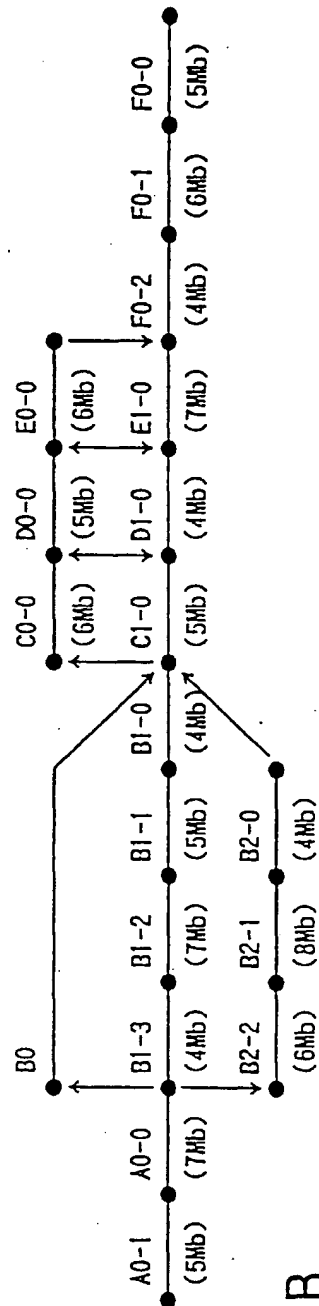 B0
C0-0 D0-0 E0-0
(6Mb) (5Mb) (6Mb)
A0-1 A0-0 B1-3 B1-2 B1-1 B1-0 C1-0 D1-0 E1-0 F0-2 F0-1 F0-0
(5Mb) (7Mb) (4Mb) (7Mb) (5Mb) (4Mb) (5Mb) (4Mb) (7Mb) (4Mb) (6Mb) (5Mb)
B2-2 B2-1 B2-0
(6Mb) (8Mb) (4Mb)
B